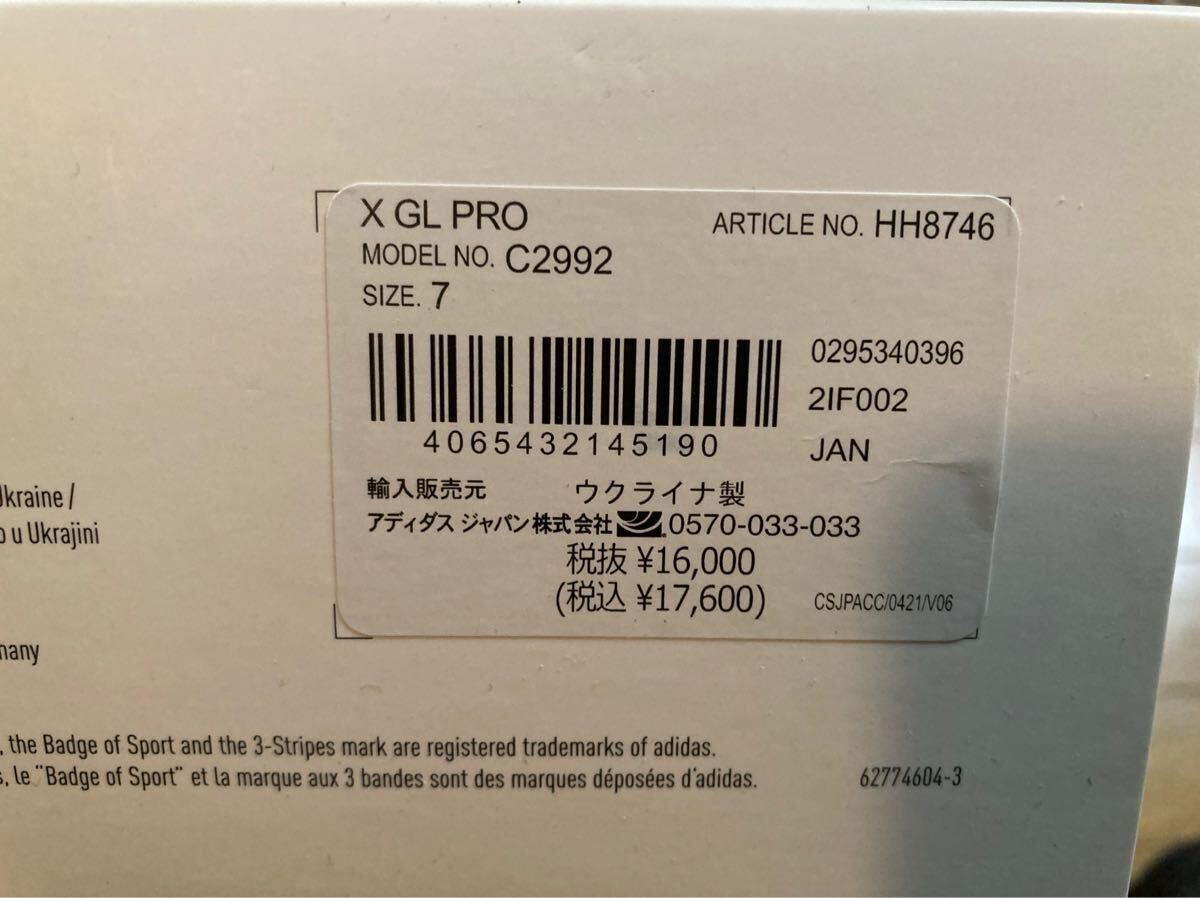 X GL PRO
ARTICLE NO. HH8746
MODEL NO. C2992
SIZE. 7
0295340396
2IF002
4065432145190
JAN
輸入販売元 ウクライナ製
アディダス ジャパン株式会社 0570-033-033
税抜 ¥16,000
(税込 ¥17,600)
CSJPACC/0421/V06
Ukraine /
o u Ukrajini
many
, the Badge of Sport and the 3-Stripes mark are registered trademarks of adidas.
s, le "Badge of Sport" et la marque aux 3 bandes sont des marques déposées d'adidas.
62774604-3